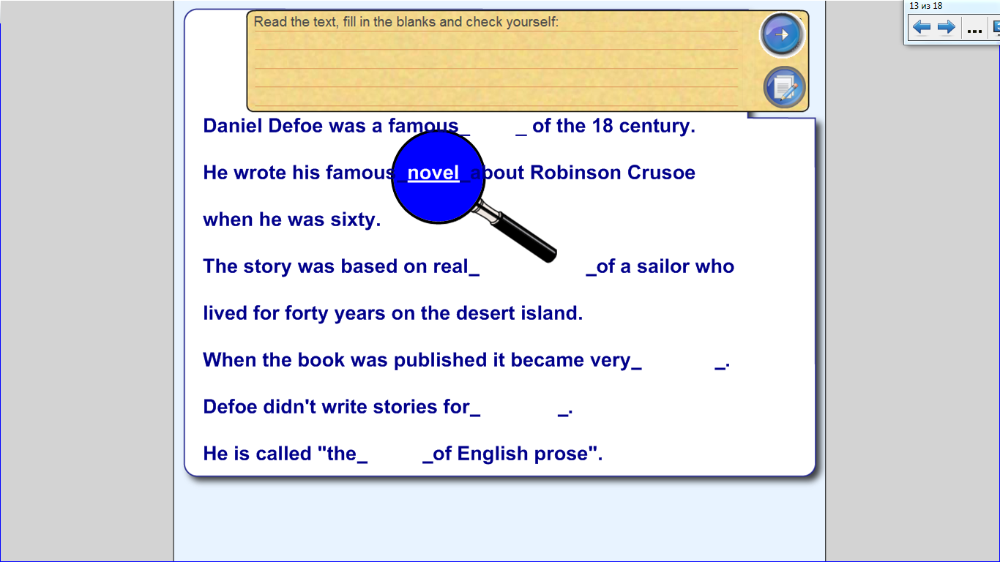 13 из 18
Read the text, fill in the blanks and check yourself:
Daniel Defoe was a famous_ _ of the 18 century.
He wrote his famous_novel_about Robinson Crusoe
when he was sixty.
The story was based on real_ _of a sailor who
lived for forty years on the desert island.
When the book was published it became very_ _.
Defoe didn't write stories for_ _.
He is called "the_ _of English prose".